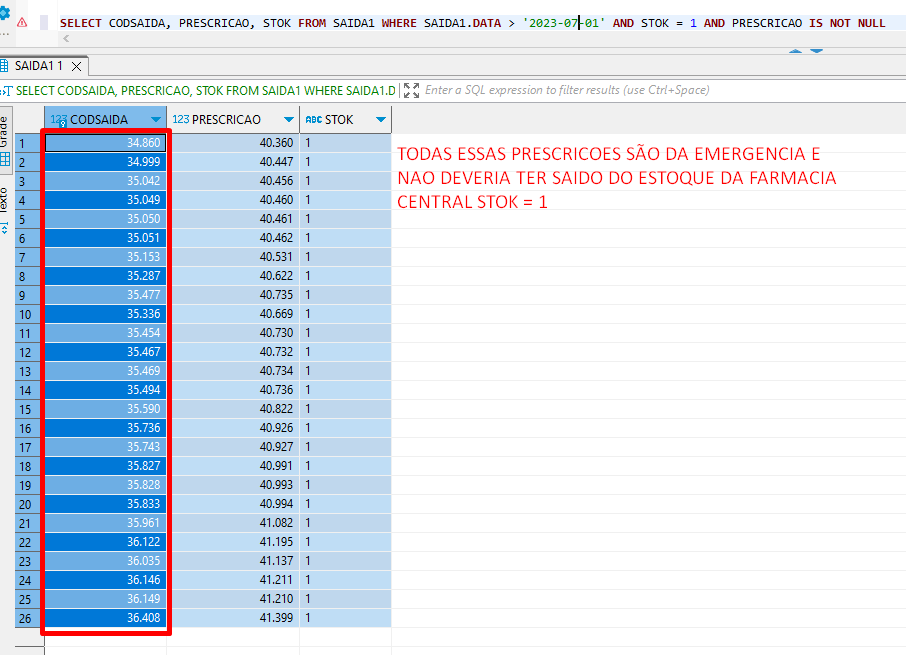 SELECT CODSAIDA, PRESCRICAO, STOK FROM SAIDA1 WHERE SAIDA1.DATA > '2023-07-01' AND STOK = 1 AND PRESCRICAO IS NOT NULL
SAIDA1 1
SELECT CODSAIDA, PRESCRICAO, STOK FROM SAIDA1 WHERE SAIDA1.D Enter a SQL expression to filter results (use Ctrl+Space)
Grade
Texto
123 CODSAIDA 123 PRESCRICAO ABC STOK
1 34.860 40.360 1
2 34.999 40.447 1
3 35.042 40.456 1
4 35.049 40.460 1
5 35.050 40.461 1
6 35.051 40.462 1
7 35.153 40.531 1
8 35.287 40.622 1
9 35.477 40.735 1
10 35.336 40.669 1
11 35.454 40.730 1
12 35.467 40.732 1
13 35.469 40.734 1
14 35.494 40.736 1
15 35.590 40.822 1
16 35.736 40.926 1
17 35.743 40.927 1
18 35.827 40.991 1
19 35.828 40.993 1
20 35.833 40.994 1
21 35.961 41.082 1
22 36.122 41.195 1
23 36.035 41.137 1
24 36.146 41.211 1
25 36.149 41.210 1
26 36.408 41.399 1
TODAS ESSAS PRESCRICOES SÃO DA EMERGENCIA E
NAO DEVERIA TER SAIDO DO ESTOQUE DA FARMACIA
CENTRAL STOK = 1